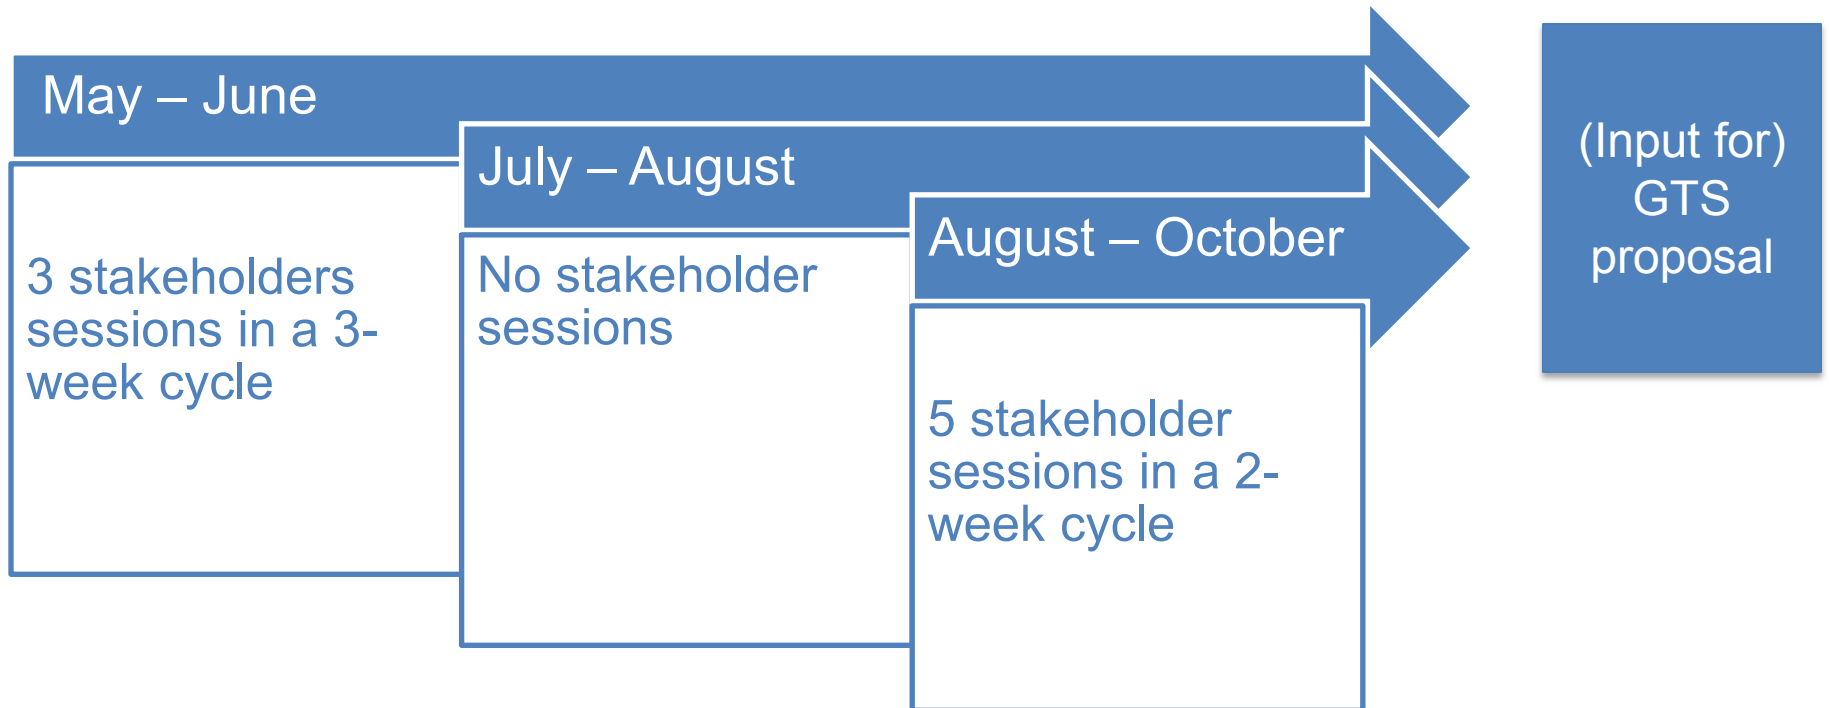 May – June
3 stakeholders
sessions in a 3-
week cycle
July – August
No stakeholder
sessions
August – October
5 stakeholder
sessions in a 2-
week cycle
(Input for)
GTS
proposal